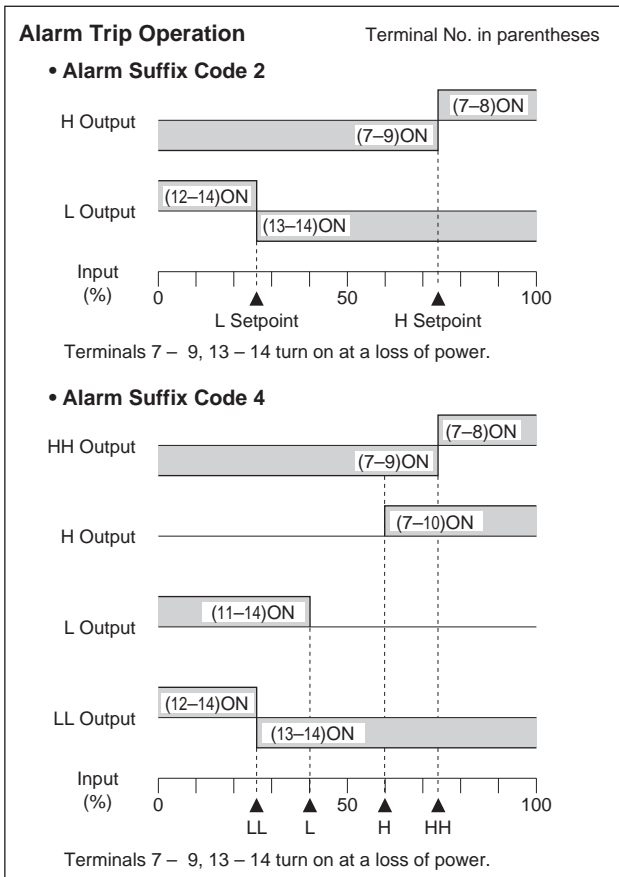 Alarm Trip Operation Terminal No. in parentheses
• Alarm Suffix Code 2
(7–8)ON
H Output
(7–9)ON
(12–14)ON
L Output
(13–14)ON
Input
(%)
0 50 100
L Setpoint H Setpoint
Terminals 7 – 9, 13 – 14 turn on at a loss of power.
• Alarm Suffix Code 4
(7–8)ON
HH Output
(7–9)ON
(7–10)ON
H Output
(11–14)ON
L Output
(12–14)ON
LL Output
(13–14)ON
Input
(%)
0 50 100
LL L H HH
Terminals 7 – 9, 13 – 14 turn on at a loss of power.